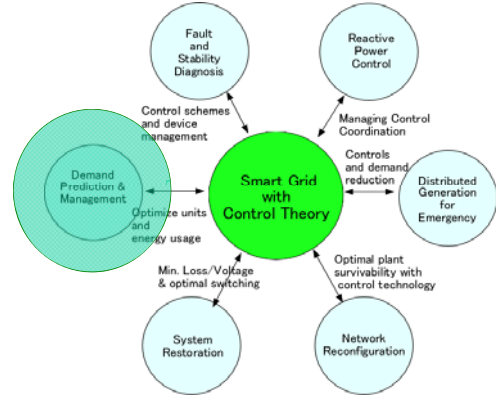 Fault
and
Stability
Diagnosis
Reactive
Power
Control
Control schemes
and device
management
Managing Control
Coordination
Demand
Prediction &
Management
Smart Grid
with
Control Theory
Controls
and demand
reduction
Distributed
Generation
for
Emergency
Optimize units
and
energy usage
Min. Loss/Voltage
& optimal switching
Optimal plant
survivability with
control technology
System
Restoration
Network
Reconfiguration